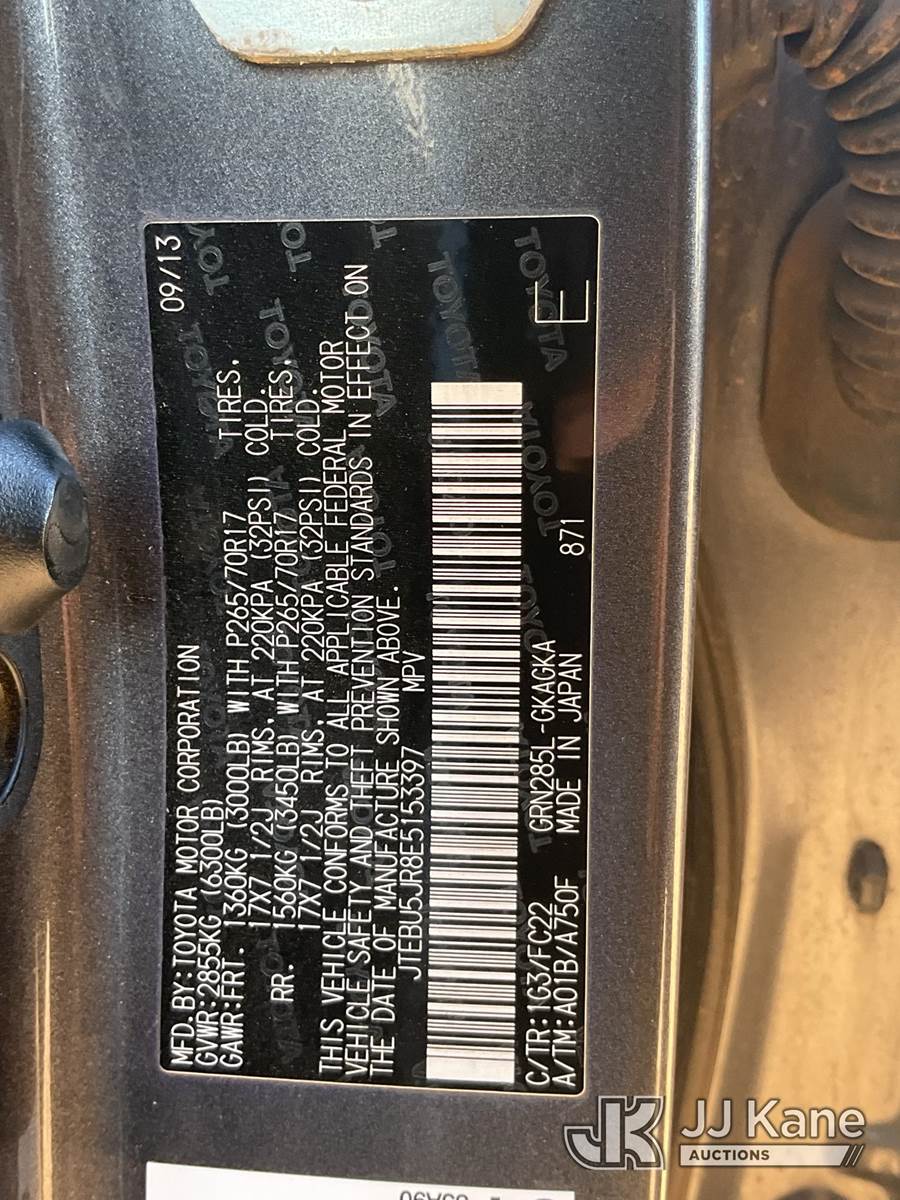 MFD.BY:TOYOTA MOTOR CORPORATION 09/13
GVWR:2855KG (6300LB)
GAWR:FRT. 1360KG (3000LB) WITH P265/70R17 TIRES,
17X7 1/2J RIMS, AT 220KPA (32PSI) COLD.
RR. 1560KG (3450LB) WITH P265/70R17 TIRES,
17X7 1/2J RIMS, AT 220KPA (32PSI) COLD.
THIS VEHICLE CONFORMS TO ALL APPLICABLE FEDERAL MOTOR
VEHICLE SAFETY AND THEFT PREVENTION STANDARDS IN EFFECT ON
THE DATE OF MANUFACTURE SHOWN ABOVE.
JTEBU5JR8E5153397 MPV
C/TR:1G3/FC22 GRN285L-GKAGKA 871 E
A/TM:A01B/A750F MADE IN JAPAN
JK JJ Kane
AUCTIONS